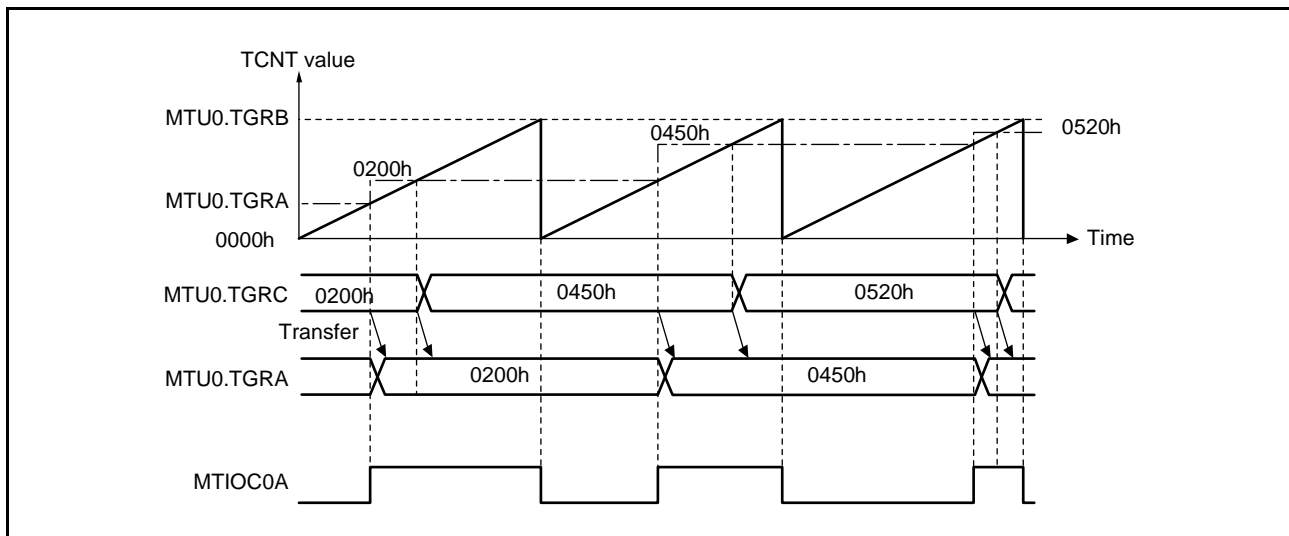 TCNT value
MTU0.TGRB
0450h
0520h
0200h
MTU0.TGRA
0000h
Time
MTU0.TGRC
0200h
0450h
0520h
Transfer
MTU0.TGRA
0200h
0450h
MTIOC0A